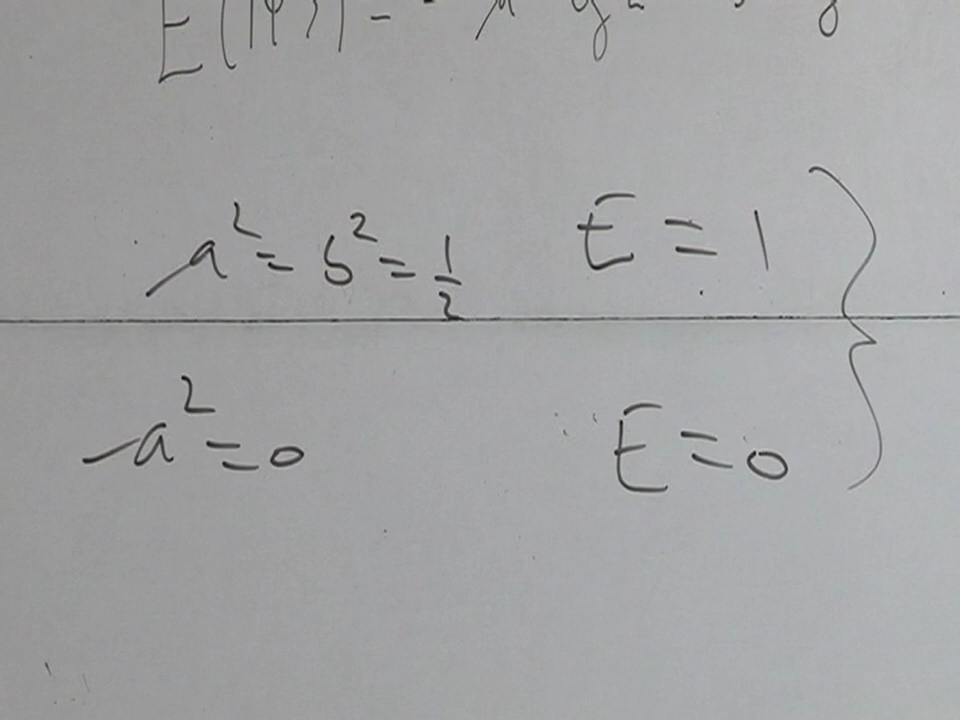 E(|ψ>) = -
a² = b² = 1/2 E = 1
a² = 0 E = 0